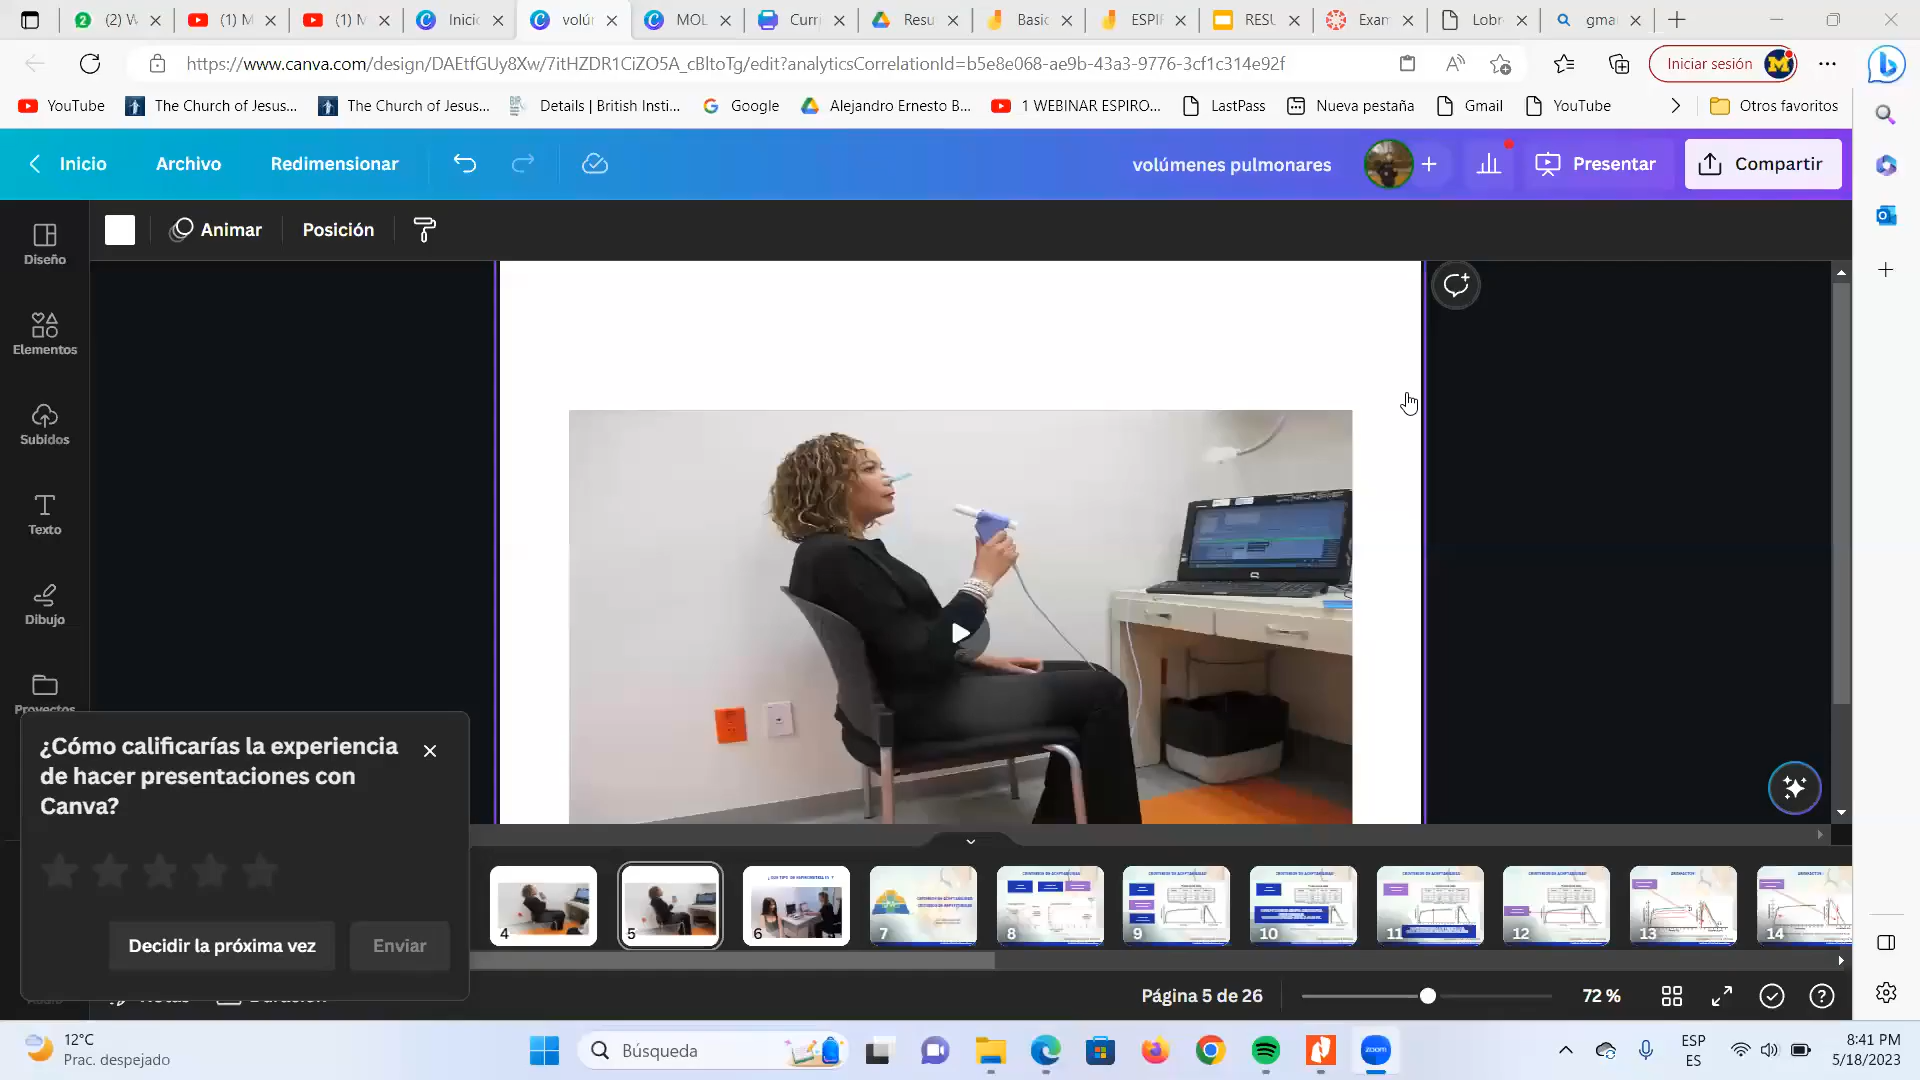 (2) W
(1) M
(1) M
Inicio
volúr
MOL
Curr
Resu
Basic
ESPIR
RESU
Exam
Lobr
gmai
https://www.canva.com/design/DAEtfGUy8Xw/7itHZDR1CiZO5A_cBltoTg/edit?analyticsCorrelationId=b5e8e068-ae9b-43a3-9776-3cf1c314e92f
Iniciar sesión
YouTube
The Church of Jesus...
The Church of Jesus...
Details | British Insti...
Google
Alejandro Ernesto B...
1 WEBINAR ESPIRO...
LastPass
Nueva pestaña
Gmail
YouTube
Otros favoritos
Inicio
Archivo
Redimensionar
volúmenes pulmonares
Presentar
Compartir
Diseño
Animar
Posición
Elementos
Subidos
Texto
Dibujo
Proyectos
¿Cómo calificarías la experiencia
de hacer presentaciones con
Canva?
Decidir la próxima vez
Enviar
4
5
6
7
8
9
10
11
12
13
14
Página 5 de 26
72 %
12°C
Prac. despejado
Búsqueda
zoom
ESP
ES
8:41 PM
5/18/2023